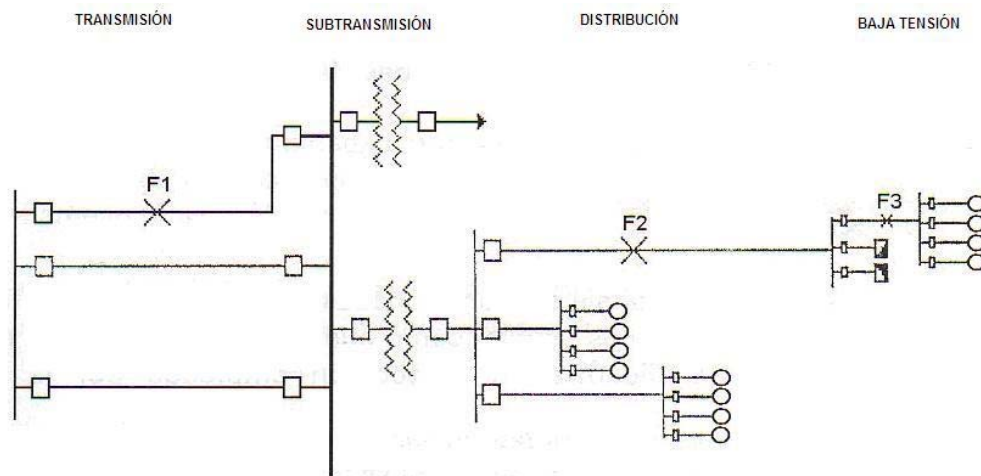 TRANSMISIÓN
SUBTRANSMISIÓN
DISTRIBUCIÓN
BAJA TENSIÓN
F1
F2
F3